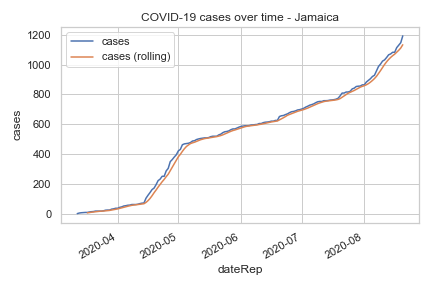 COVID-19 cases over time - Jamaica
cases
cases (rolling)
1200
1000
800
600
400
200
0
cases
2020-04
2020-05
2020-06
2020-07
2020-08
dateRep